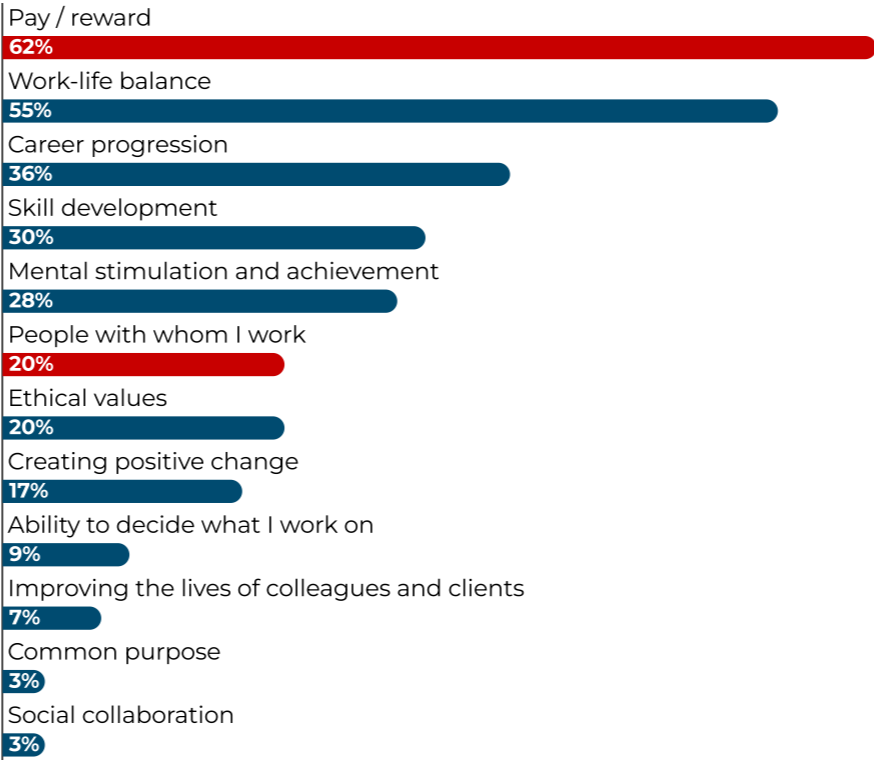 Pay / reward
62%
Work-life balance
55%
Career progression
36%
Skill development
30%
Mental stimulation and achievement
28%
People with whom I work
20%
Ethical values
20%
Creating positive change
17%
Ability to decide what I work on
9%
Improving the lives of colleagues and clients
7%
Common purpose
3%
Social collaboration
3%